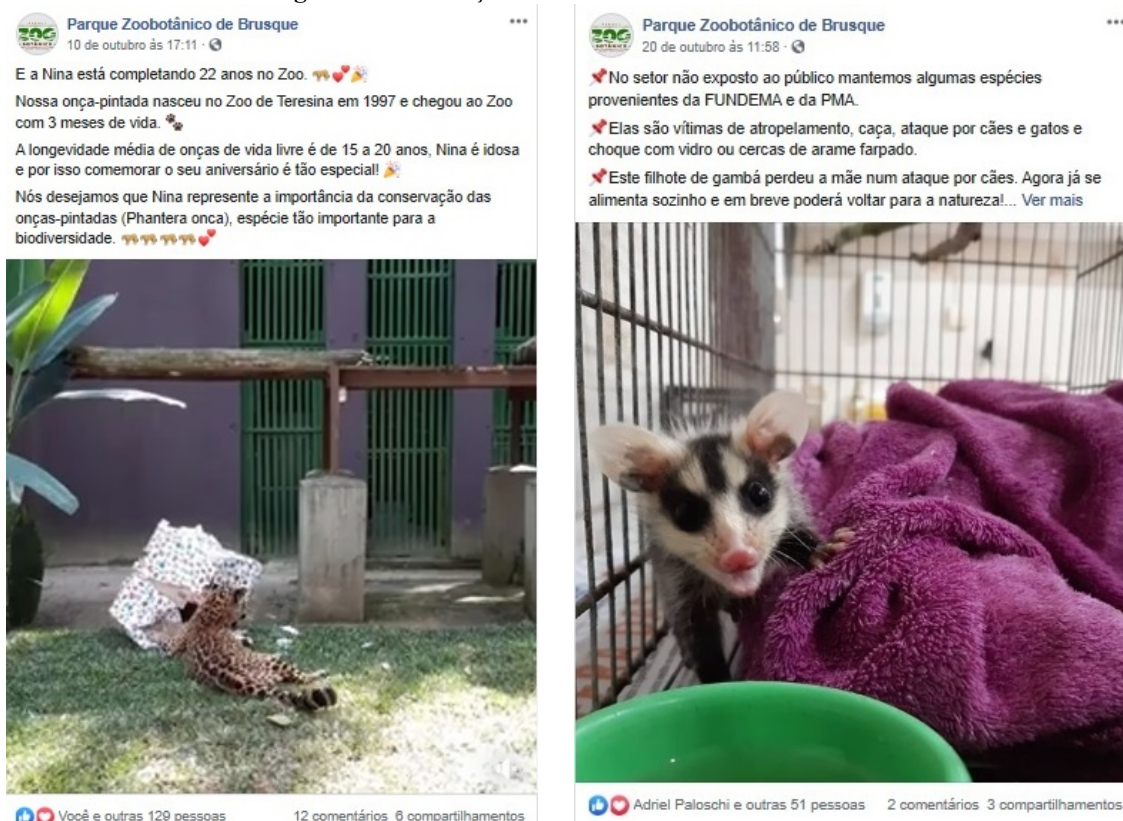 Parque Zoobotânico de Brusque
10 de outubro às 17:11 ·
E a Nina está completando 22 anos no Zoo. 🐆💕🎉
Nossa onça-pintada nasceu no Zoo de Teresina em 1997 e chegou ao Zoo
com 3 meses de vida. 🐾
A longevidade média de onças de vida livre é de 15 a 20 anos, Nina é idosa
e por isso comemorar o seu aniversário é tão especial! 🎉
Nós desejamos que Nina represente a importância da conservação das
onças-pintadas (Phantera onca), espécie tão importante para a
biodiversidade. 🐆🐆🐆🐆💕
Você e outras 129 pessoas
12 comentários 6 compartilhamentos
ZOO
Parque Zoobotânico de Brusque
20 de outubro às 11:58 ·
📌No setor não exposto ao público mantemos algumas espécies
provenientes da FUNDEMA e da PMA.
📌Elas são vítimas de atropelamento, caça, ataque por cães e gatos e
choque com vidro ou cercas de arame farpado.
📌Este filhote de gambá perdeu a mãe num ataque por cães. Agora já se
alimenta sozinho e em breve poderá voltar para a natureza!... Ver mais
Adriel Paloschi e outras 51 pessoas
2 comentários 3 compartilhamentos